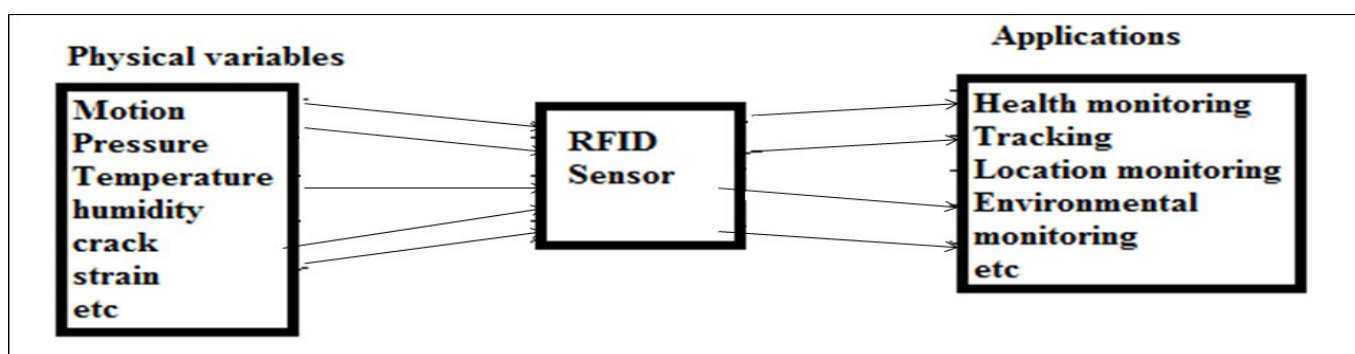 Physical variables
Motion
Pressure
Temperature
humidity
crack
strain
etc
RFID
Sensor
Applications
Health monitoring
Tracking
Location monitoring
Environmental
monitoring
etc